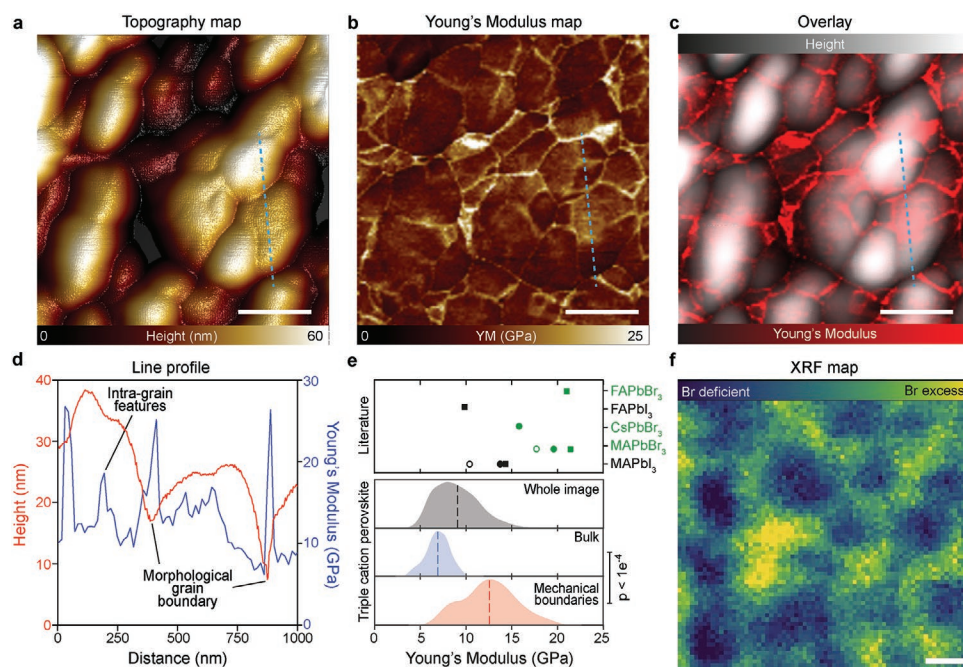 a Topography map
0 Height (nm) 60
b Young's Modulus map
0 YM (GPa) 25
c Overlay
Height
Young's Modulus
d Line profile
Height (nm)
40
30
20
10
0
Intra-grain
features
Morphological
grain
boundary
30
20
10
0
Young's Modulus (GPa)
0 250 500 750 1000
Distance (nm)
e
Literature
FAPbBr3
FAPbI3
CsPbBr3
MAPbBr3
MAPbI3
Triple cation perovskite
Whole image
Bulk
Mechanical
boundaries
p < 1e-4
0 5 10 15 20 25
Young's Modulus (GPa)
f XRF map
Br deficient Br excess